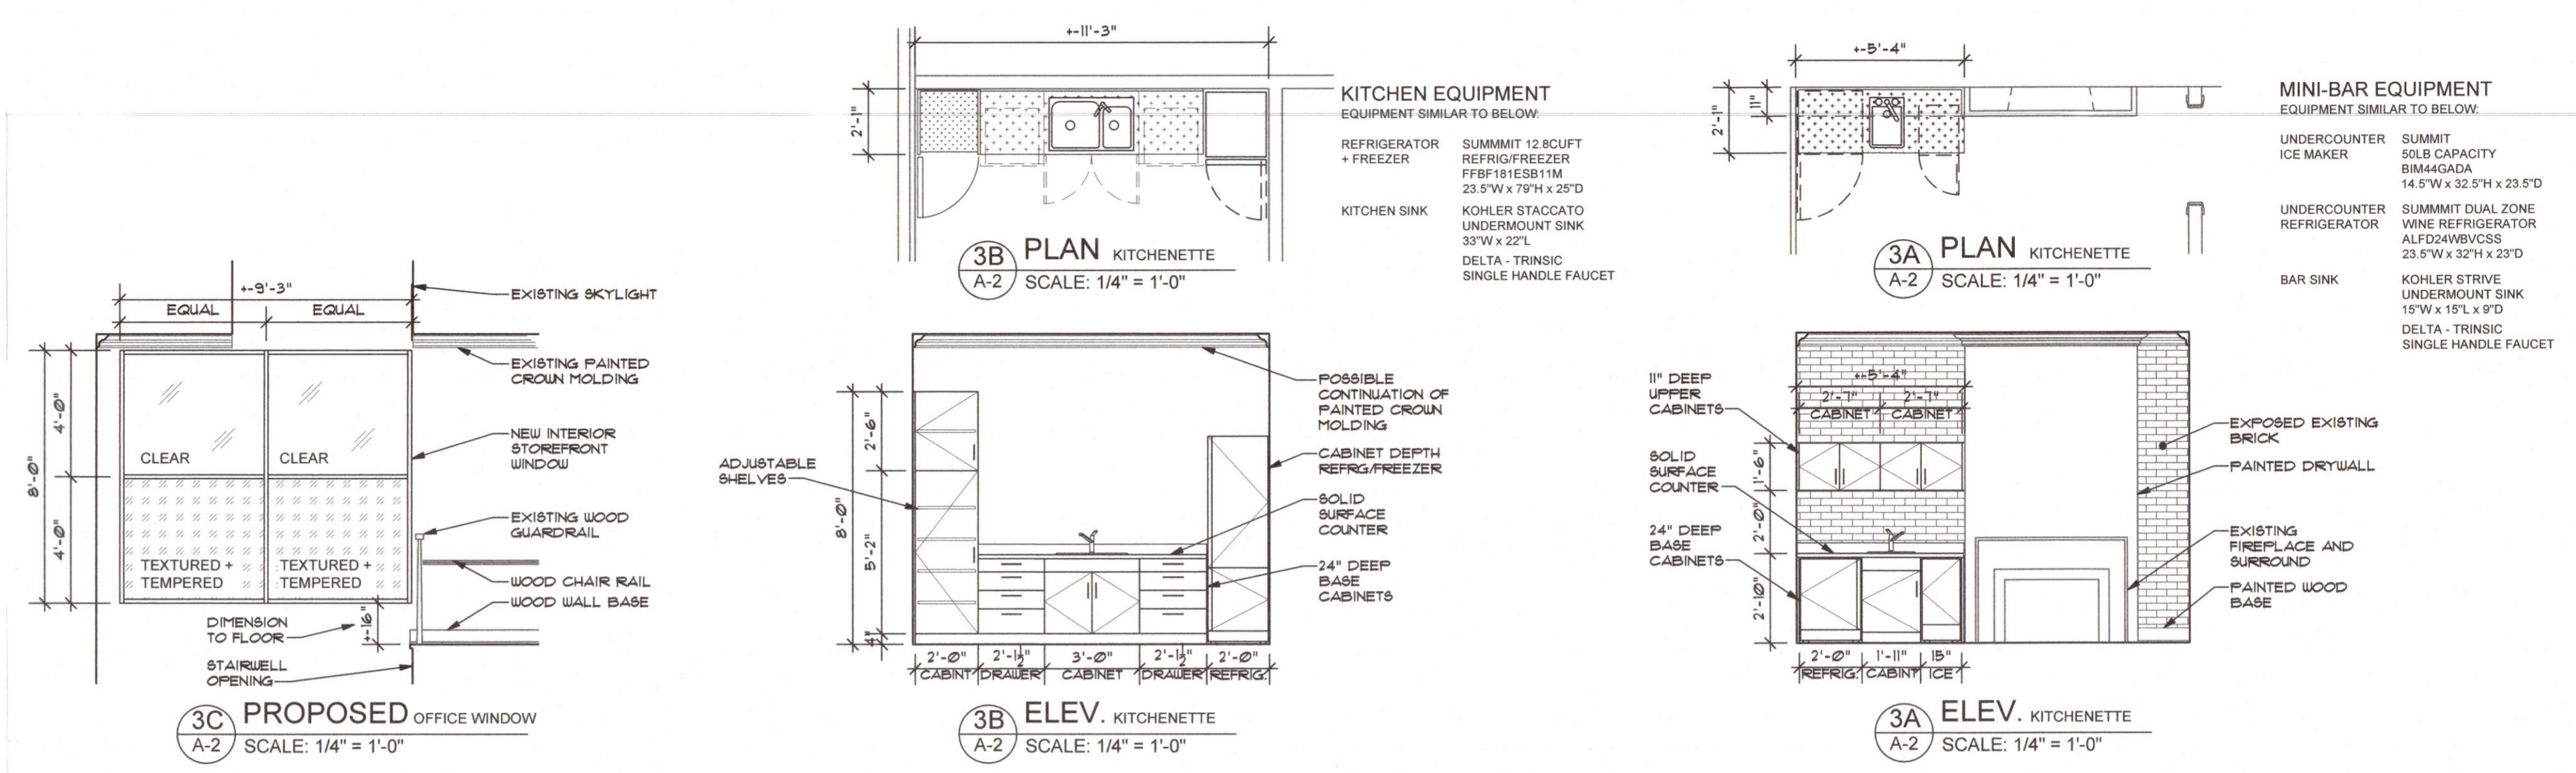 +-11'-3"
2'-1"
3B
A-2
PLAN KITCHENETTE
SCALE: 1/4" = 1'-0"
KITCHEN EQUIPMENT
EQUIPMENT SIMILAR TO BELOW:
REFRIGERATOR SUMMMIT 12.8CUFT
+ FREEZER REFRIG/FREEZER
FFBF181ESB11M
23.5"W x 79"H x 25"D
KITCHEN SINK KOHLER STACCATO
UNDERMOUNT SINK
33"W x 22"L
DELTA - TRINSIC
SINGLE HANDLE FAUCET
+-5'-4"
2'-1"
11"
3A
A-2
PLAN KITCHENETTE
SCALE: 1/4" = 1'-0"
MINI-BAR EQUIPMENT
EQUIPMENT SIMILAR TO BELOW:
UNDERCOUNTER SUMMIT
ICE MAKER 50LB CAPACITY
BIM44GADA
14.5"W x 32.5"H x 23.5"D
UNDERCOUNTER SUMMMIT DUAL ZONE
REFRIGERATOR WINE REFRIGERATOR
ALFD24WBVCSS
23.5"W x 32"H x 23"D
BAR SINK KOHLER STRIVE
UNDERMOUNT SINK
15"W x 15"L x 9"D
DELTA - TRINSIC
SINGLE HANDLE FAUCET
+-9'-3"
EQUAL EQUAL
EXISTING SKYLIGHT
EXISTING PAINTED
CROWN MOLDING
8'-0"
4'-0"
4'-0"
CLEAR CLEAR
NEW INTERIOR
STOREFRONT
WINDOW
EXISTING WOOD
GUARDRAIL
TEXTURED + TEXTURED +
TEMPERED TEMPERED
WOOD CHAIR RAIL
WOOD WALL BASE
DIMENSION
TO FLOOR
+-16"
STAIRWELL
OPENING
3C
A-2
PROPOSED OFFICE WINDOW
SCALE: 1/4" = 1'-0"
ADJUSTABLE
SHELVES
8'-0"
2'-6"
5'-2"
4"
POSSIBLE
CONTINUATION OF
PAINTED CROWN
MOLDING
CABINET DEPTH
REFRG/FREEZER
SOLID
SURFACE
COUNTER
24" DEEP
BASE
CABINETS
2'-0" 2'-1½" 3'-0" 2'-1½" 2'-0"
CABINT DRAWER CABINET DRAWER REFRIG.
3B
A-2
ELEV. KITCHENETTE
SCALE: 1/4" = 1'-0"
11" DEEP
UPPER
CABINETS
SOLID
SURFACE
COUNTER
24" DEEP
BASE
CABINETS
+-5'-4"
2'-7" 2'-7"
CABINET CABINET
1'-6"
2'-0"
2'-10"
EXPOSED EXISTING
BRICK
PAINTED DRYWALL
EXISTING
FIREPLACE AND
SURROUND
PAINTED WOOD
BASE
2'-0" 1'-11" 15"
REFRIG. CABINT ICE
3A
A-2
ELEV. KITCHENETTE
SCALE: 1/4" = 1'-0"